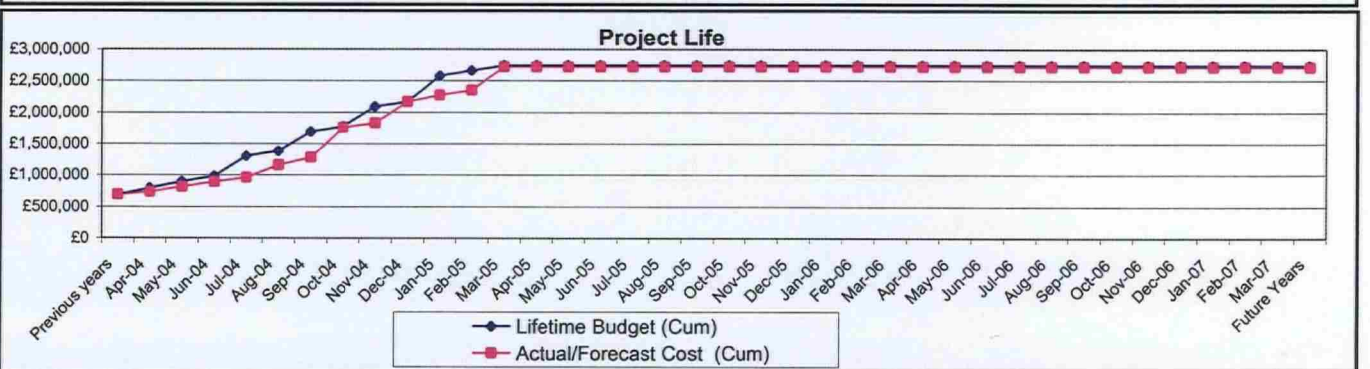 Project Life
£3,000,000
£2,500,000
£2,000,000
£1,500,000
£1,000,000
£500,000
£0
Previous years
Apr-04
May-04
Jun-04
Jul-04
Aug-04
Sep-04
Oct-04
Nov-04
Dec-04
Jan-05
Feb-05
Mar-05
Apr-05
May-05
Jun-05
Jul-05
Aug-05
Sep-05
Oct-05
Nov-05
Dec-05
Jan-06
Feb-06
Mar-06
Apr-06
May-06
Jun-06
Jul-06
Aug-06
Sep-06
Oct-06
Nov-06
Dec-06
Jan-07
Feb-07
Mar-07
Future Years
Lifetime Budget (Cum)
Actual/Forecast Cost (Cum)